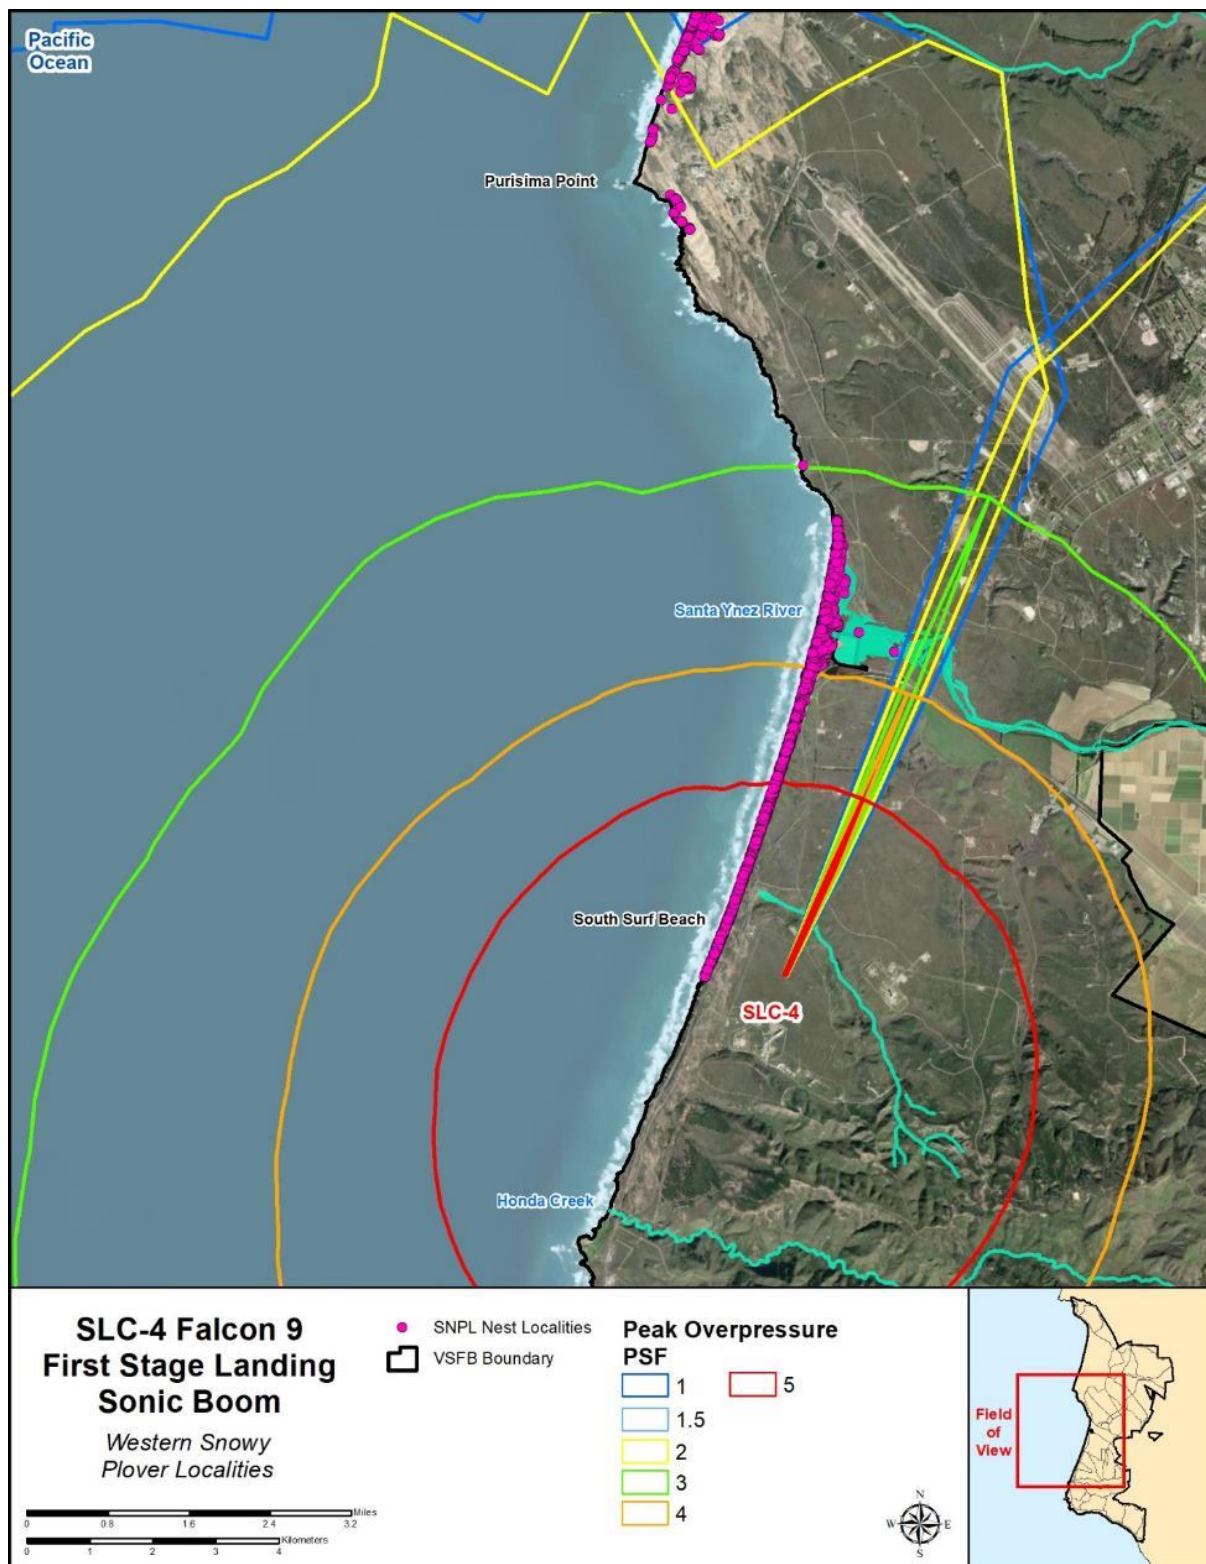 Pacific
Ocean
Purisima Point
Santa Ynez River
South Surf Beach
SLC-4
Honda Creek
SLC-4 Falcon 9
First Stage Landing
Sonic Boom
Western Snowy
Plover Localities
0 0.8 1.6 2.4 3.2 Miles
0 1 2 3 4 Kilometers
SNPL Nest Localities
VSFB Boundary
Peak Overpressure
PSF
1
1.5
2
3
4
5
N
W E
S
Field
of
View